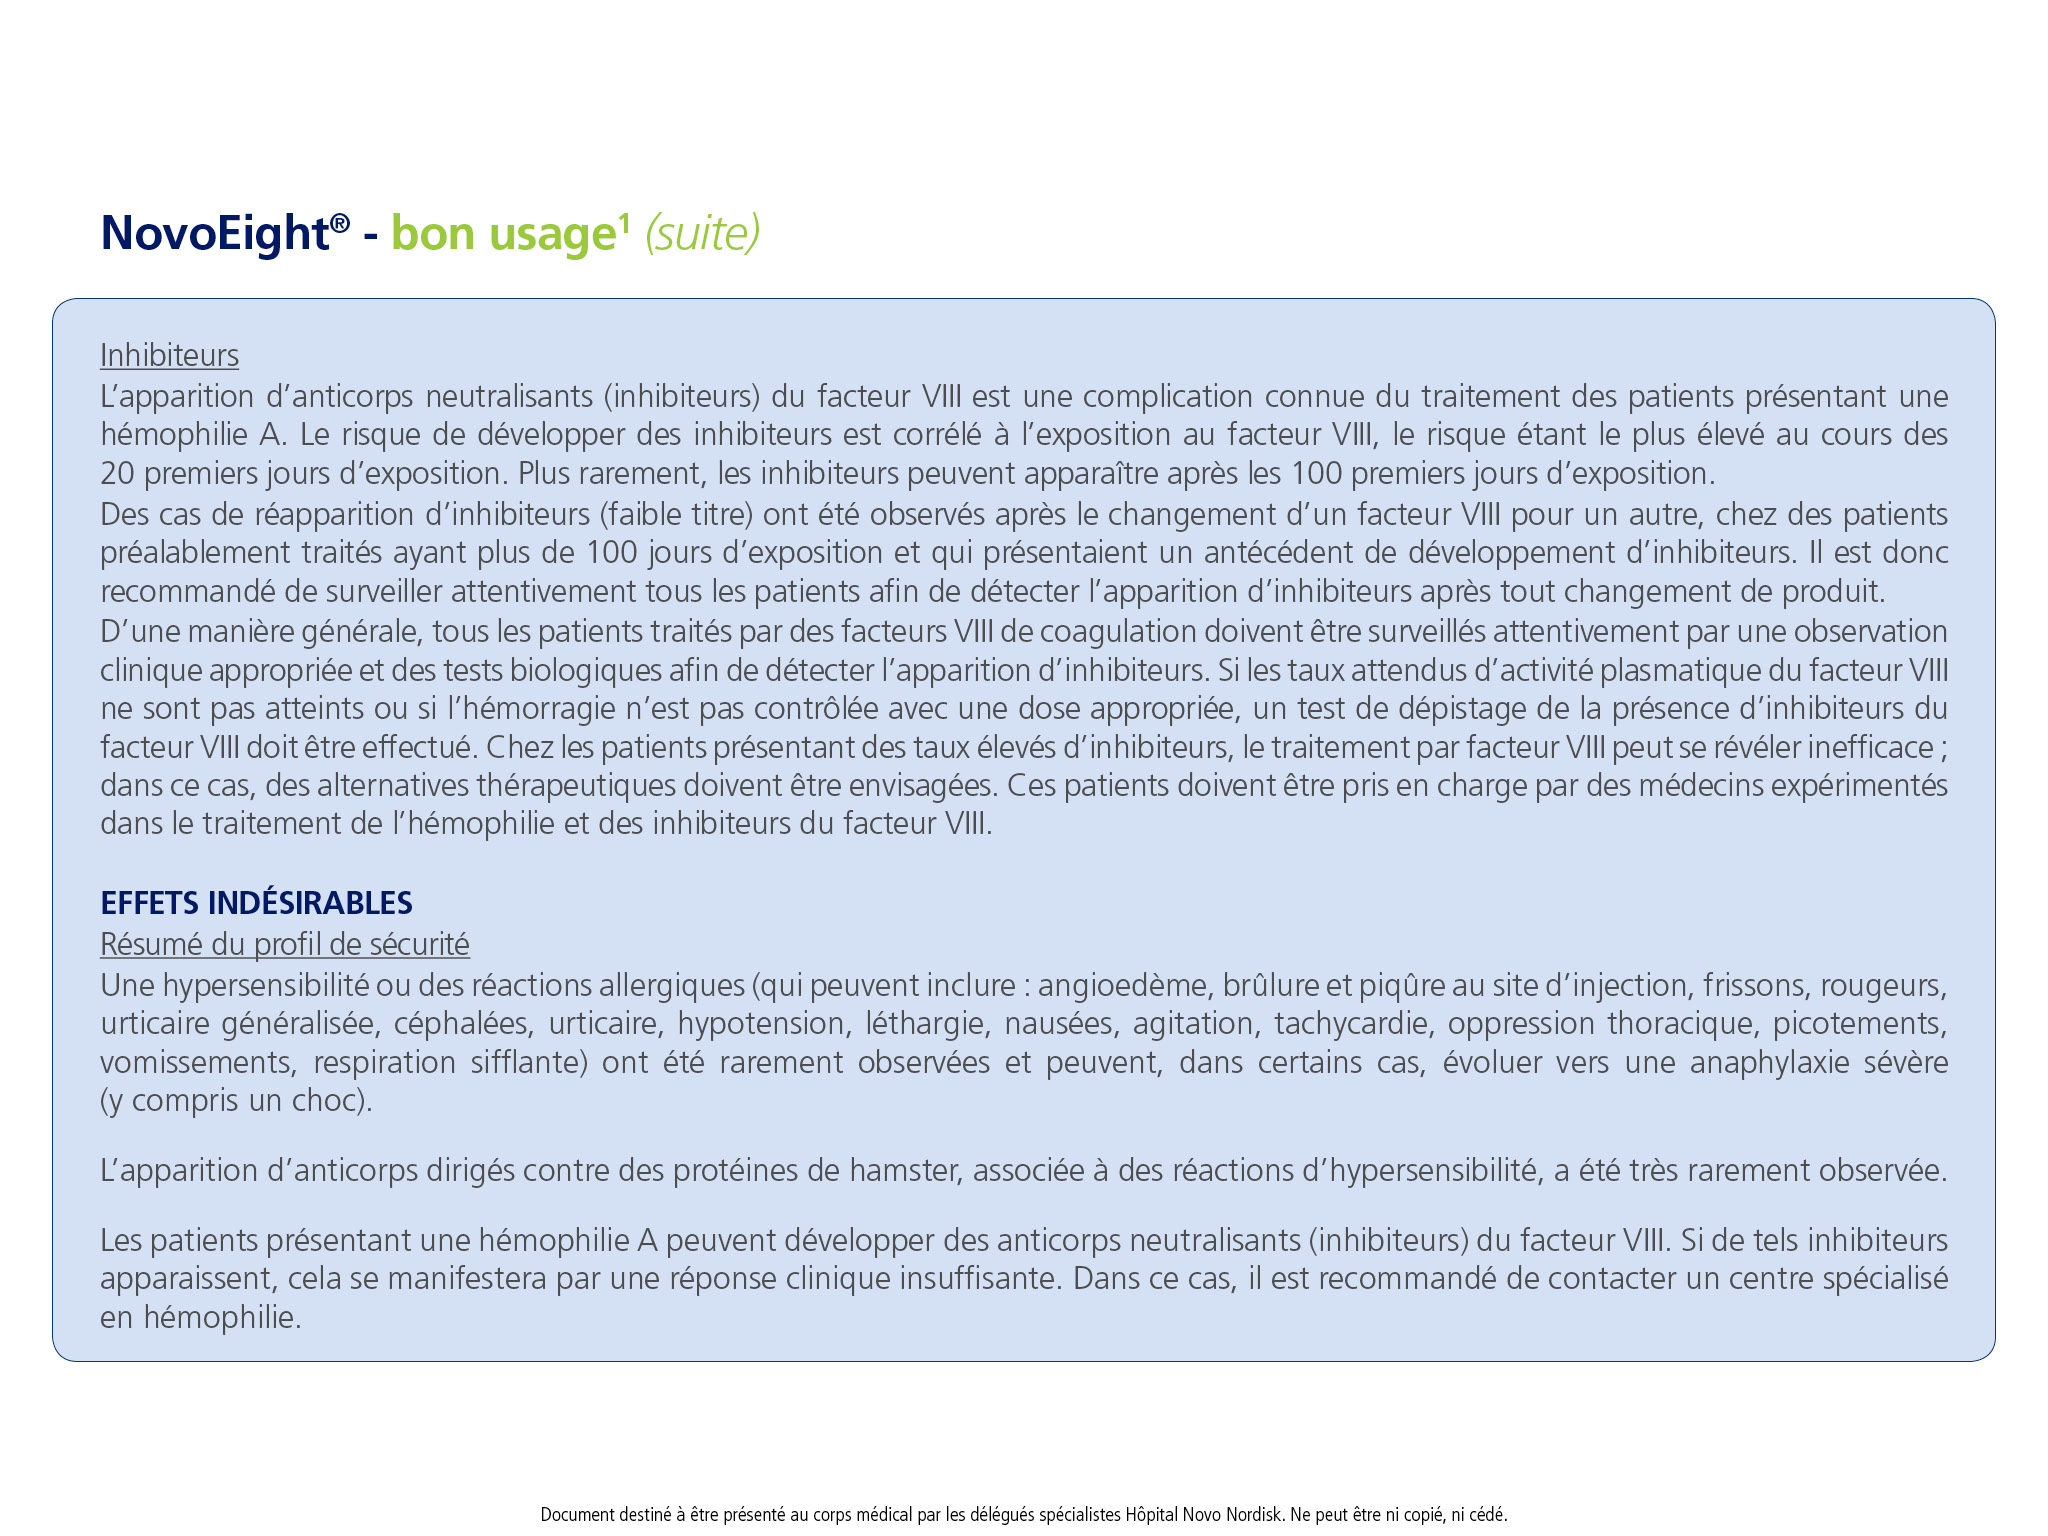 NovoEight® - bon usage¹ (suite)
Inhibiteurs
L’apparition d’anticorps neutralisants (inhibiteurs) du facteur VIII est une complication connue du traitement des patients présentant une
hémophilie A. Le risque de développer des inhibiteurs est corrélé à l’exposition au facteur VIII, le risque étant le plus élevé au cours des
20 premiers jours d’exposition. Plus rarement, les inhibiteurs peuvent apparaître après les 100 premiers jours d’exposition.
Des cas de réapparition d’inhibiteurs (faible titre) ont été observés après le changement d’un facteur VIII pour un autre, chez des patients
préalablement traités ayant plus de 100 jours d’exposition et qui présentaient un antécédent de développement d’inhibiteurs. Il est donc
recommandé de surveiller attentivement tous les patients afin de détecter l’apparition d’inhibiteurs après tout changement de produit.
D’une manière générale, tous les patients traités par des facteurs VIII de coagulation doivent être surveillés attentivement par une observation
clinique appropriée et des tests biologiques afin de détecter l’apparition d’inhibiteurs. Si les taux attendus d’activité plasmatique du facteur VIII
ne sont pas atteints ou si l’hémorragie n’est pas contrôlée avec une dose appropriée, un test de dépistage de la présence d’inhibiteurs du
facteur VIII doit être effectué. Chez les patients présentant des taux élevés d’inhibiteurs, le traitement par facteur VIII peut se révéler inefficace ;
dans ce cas, des alternatives thérapeutiques doivent être envisagées. Ces patients doivent être pris en charge par des médecins expérimentés
dans le traitement de l’hémophilie et des inhibiteurs du facteur VIII.
EFFETS INDÉSIRABLES
Résumé du profil de sécurité
Une hypersensibilité ou des réactions allergiques (qui peuvent inclure : angioedème, brûlure et piqûre au site d’injection, frissons, rougeurs,
urticaire généralisée, céphalées, urticaire, hypotension, léthargie, nausées, agitation, tachycardie, oppression thoracique, picotements,
vomissements, respiration sifflante) ont été rarement observées et peuvent, dans certains cas, évoluer vers une anaphylaxie sévère
(y compris un choc).
L’apparition d’anticorps dirigés contre des protéines de hamster, associée à des réactions d’hypersensibilité, a été très rarement observée.
Les patients présentant une hémophilie A peuvent développer des anticorps neutralisants (inhibiteurs) du facteur VIII. Si de tels inhibiteurs
apparaissent, cela se manifestera par une réponse clinique insuffisante. Dans ce cas, il est recommandé de contacter un centre spécialisé
en hémophilie.
Document destiné à être présenté au corps médical par les délégués spécialistes Hôpital Novo Nordisk. Ne peut être ni copié, ni cédé.